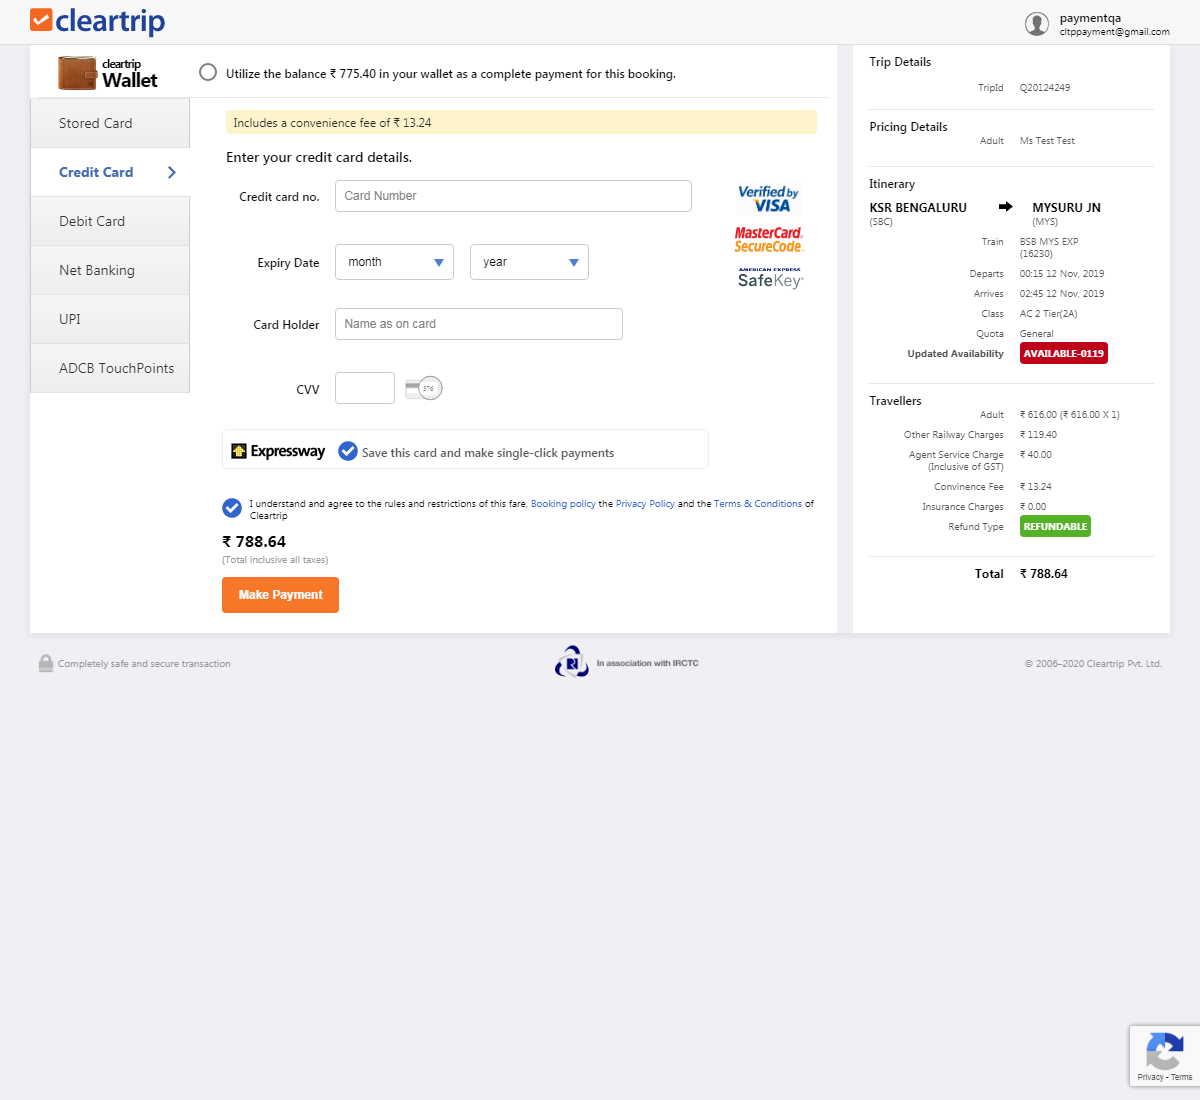 cleartrip
paymentqa
cltppayment@gmail.com
cleartrip
Wallet
Utilize the balance ₹ 775.40 in your wallet as a complete payment for this booking.
Stored Card
Credit Card
Debit Card
Net Banking
UPI
ADCB TouchPoints
Includes a convenience fee of ₹ 13.24
Enter your credit card details.
Credit card no.
Card Number
Expiry Date
month
year
Card Holder
Name as on card
CVV
376
Verified by
VISA
MasterCard.
SecureCode.
AMERICAN EXPRESS
SafeKey
Expressway
Save this card and make single-click payments
I understand and agree to the rules and restrictions of this fare, Booking policy the Privacy Policy and the Terms & Conditions of
Cleartrip
₹ 788.64
(Total inclusive all taxes)
Make Payment
Trip Details
TripId Q20124249
Pricing Details
Adult Ms Test Test
Itinerary
KSR BENGALURU MYSURU JN
(SBC) (MYS)
Train BSB MYS EXP
(16230)
Departs 00:15 12 Nov, 2019
Arrives 02:45 12 Nov, 2019
Class AC 2 Tier(2A)
Quota General
Updated Availability AVAILABLE-0119
Travellers
Adult ₹ 616.00 (₹ 616.00 X 1)
Other Railway Charges ₹ 119.40
Agent Service Charge ₹ 40.00
(Inclusive of GST)
Convinence Fee ₹ 13.24
Insurance Charges ₹ 0.00
Refund Type REFUNDABLE
Total ₹ 788.64
Completely safe and secure transaction
In association with IRCTC
© 2006–2020 Cleartrip Pvt. Ltd.
Privacy - Terms